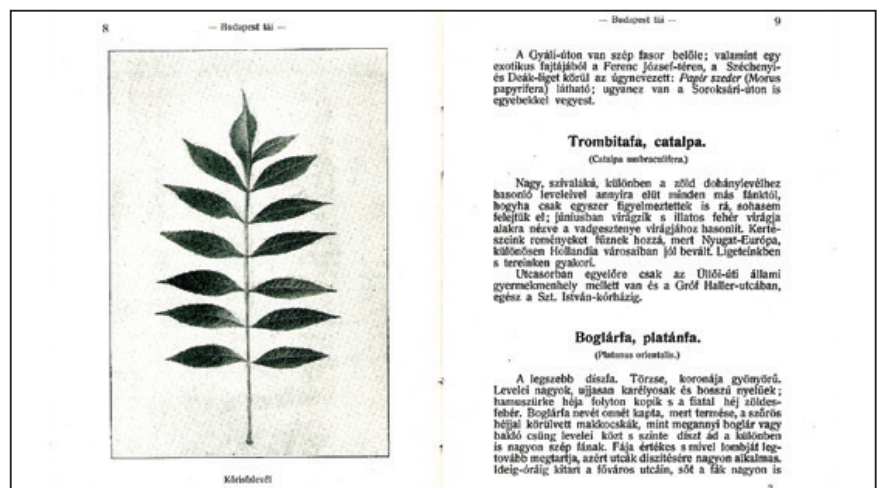 8
— Budapest fái —
Kőrisfalevél
— Budapest fái —
9
A Gyáli-úton van szép fasor belőle; valamint egy
exotikus fajtájából a Ferenc József-téren, a Széchenyi-
és Deák-liget körül az úgynevezett: Papir szeder (Morus
papyrifera) látható; ugyanez van a Soroksári-úton is
egyebekkel vegyest.
Trombitafa, catalpa.
(Catalpa umbraculifera.)
Nagy, szívalakú, különben a zöld dohánylevélhez
hasonló leveleivel annyira elüt minden más fánktól,
hogyha csak egyszer figyelmeztettek is rá, sohasem
felejtük el; júniusban virágzik s illatos fehér virágja
alakra nézve a vadgesztenye virágjához hasonlít. Kerté-
szeink reményeket fűznek hozzá, mert Nyugat-Európa,
különösen Hollandia városaiban jól bevált. Ligeteinkben
s tereinken gyakori.
Utcasorban egyelőre csak az Üllői-úti állami
gyermekmenhely mellett van és a Gróf Haller-utcában,
egész a Szt. István-kórházig.
Boglárfa, platánfa.
(Platanus orientalis.)
A legszebb díszfa. Törzse, koronája gyönyörű.
Levelei nagyok, ujjasan karélyosak és hosszú nyelűek;
hamuszürke héja folyton kopik s a fiatal héj zöldes-
fehér. Boglárfa nevét onnét kapta, mert termése, a szőrös
héjjal körülvett makkocskák, mint megannyi boglár vagy
csüng levelei közt s szinte díszt ád a különben
is nagyon szép fának. Fája értékes s mivel lombját leg-
tovább megtartja, azért utcák díszítésére nagyon alkalmas.
Ideig-óráig kitart a főváros utcáin, sőt a fák nagyon is